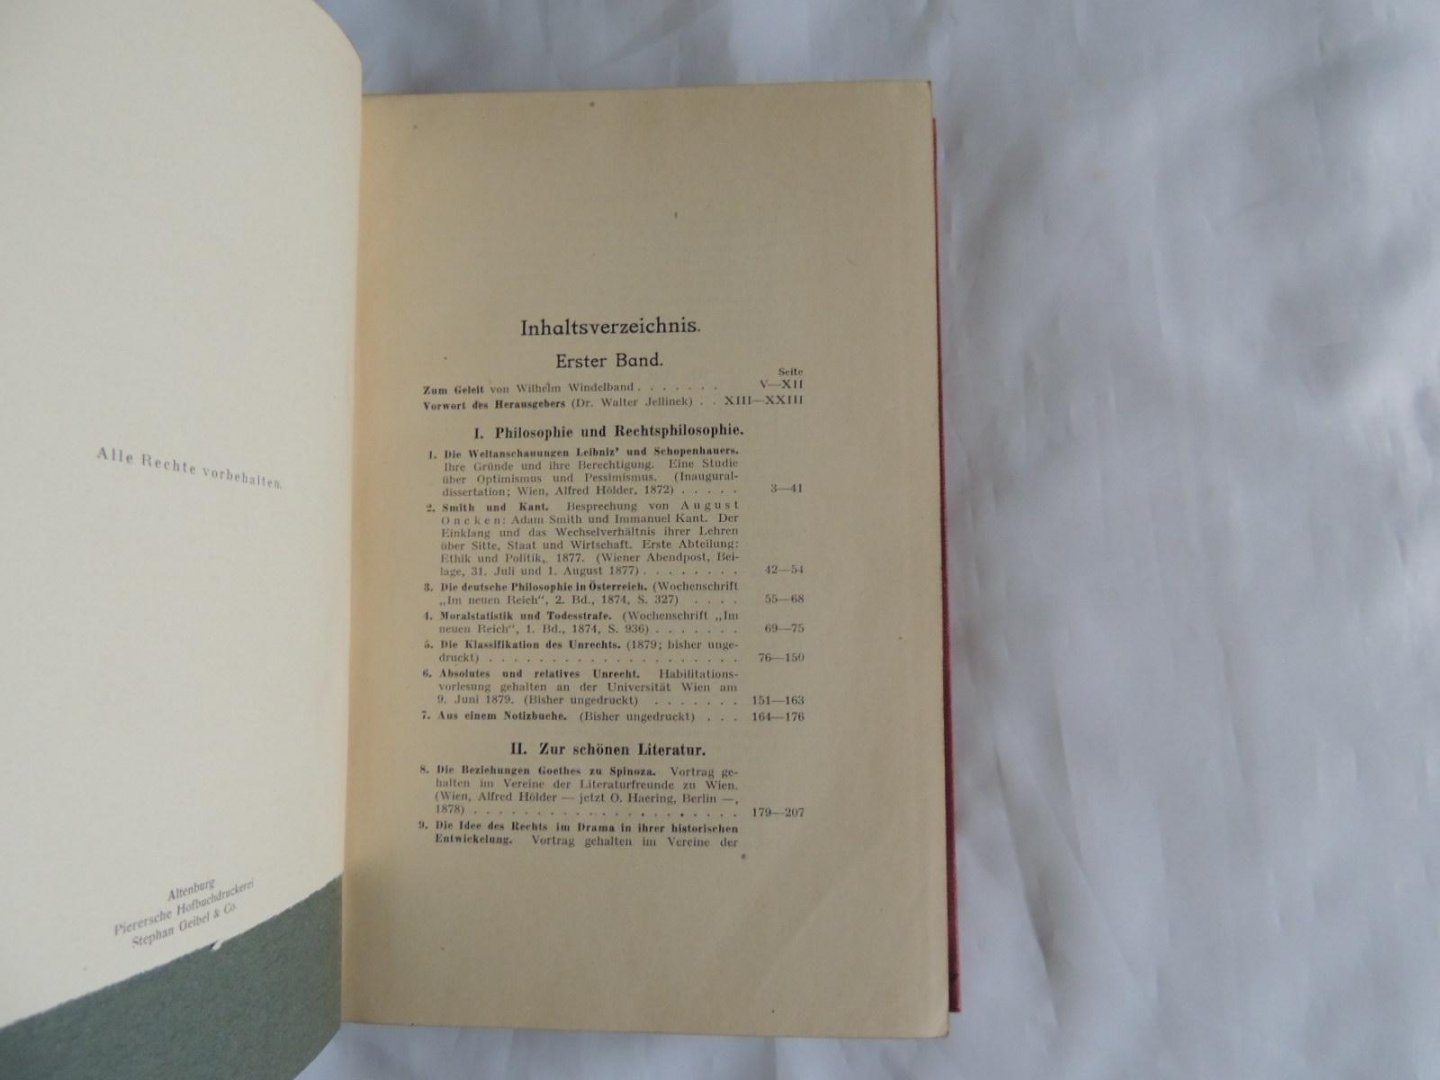 Alle Rechte vorbehalten.
Altenburg
Pierersche Hofbuchdruckerei
Stephan Geibel & Co.
Inhaltsverzeichnis.
Erster Band.
Seite
Zum Geleit von Wilhelm Windelband . . . . . . . V—XII
Vorwort des Herausgebers (Dr. Walter Jellinek) . . XIII—XXIII
I. Philosophie und Rechtsphilosophie.
1. Die Weltanschauungen Leibniz' und Schopenhauers.
Ihre Gründe und ihre Berechtigung. Eine Studie
über Optimismus und Pessimismus. (Inaugural-
dissertation; Wien, Alfred Hölder, 1872) . . . . . 3—41
2. Smith und Kant. Besprechung von August
Oncken: Adam Smith und Immanuel Kant. Der
Einklang und das Wechselverhältnis ihrer Lehren
über Sitte, Staat und Wirtschaft. Erste Abteilung:
Ethik und Politik, 1877. (Wiener Abendpost, Bei-
lage, 31. Juli und 1. August 1877) . . . . . . . . 42—54
3. Die deutsche Philosophie in Österreich. (Wochenschrift
„Im neuen Reich“, 2. Bd., 1874, S. 327) . . . . 55—68
4. Moralstatistik und Todesstrafe. (Wochenschrift „Im
neuen Reich“, 1. Bd., 1874, S. 936) . . . . . . . 69—75
5. Die Klassifikation des Unrechts. (1879; bisher unge-
druckt) . . . . . . . . . . . . . . . . . . . 76—150
6. Absolutes und relatives Unrecht. Habilitations-
vorlesung gehalten an der Universität Wien am
9. Juni 1879. (Bisher ungedruckt) . . . . . . . 151—163
7. Aus einem Notizbuche. (Bisher ungedruckt) . . . 164—176
II. Zur schönen Literatur.
8. Die Beziehungen Goethes zu Spinoza. Vortrag ge-
halten im Vereine der Literaturfreunde zu Wien.
(Wien, Alfred Hölder — jetzt O. Haering, Berlin —,
1878) . . . . . . . . . . . . . . . . . . . . 179—207
9. Die Idee des Rechts im Drama in ihrer historischen
Entwickelung. Vortrag gehalten im Vereine der